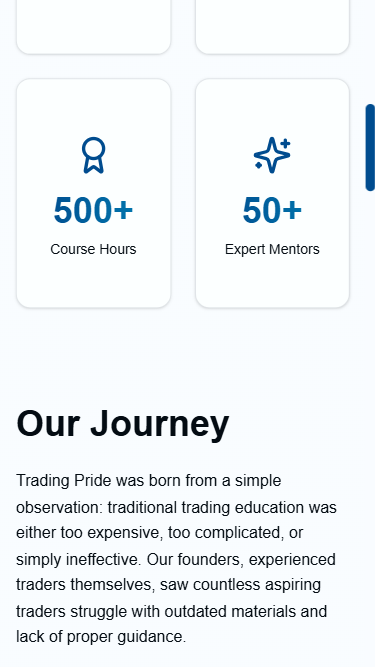 500+
50+
Course Hours
Expert Mentors
Our Journey
Trading Pride was born from a simple
observation: traditional trading education was
either too expensive, too complicated, or
simply ineffective. Our founders, experienced
traders themselves, saw countless aspiring
traders struggle with outdated materials and
lack of proper guidance.